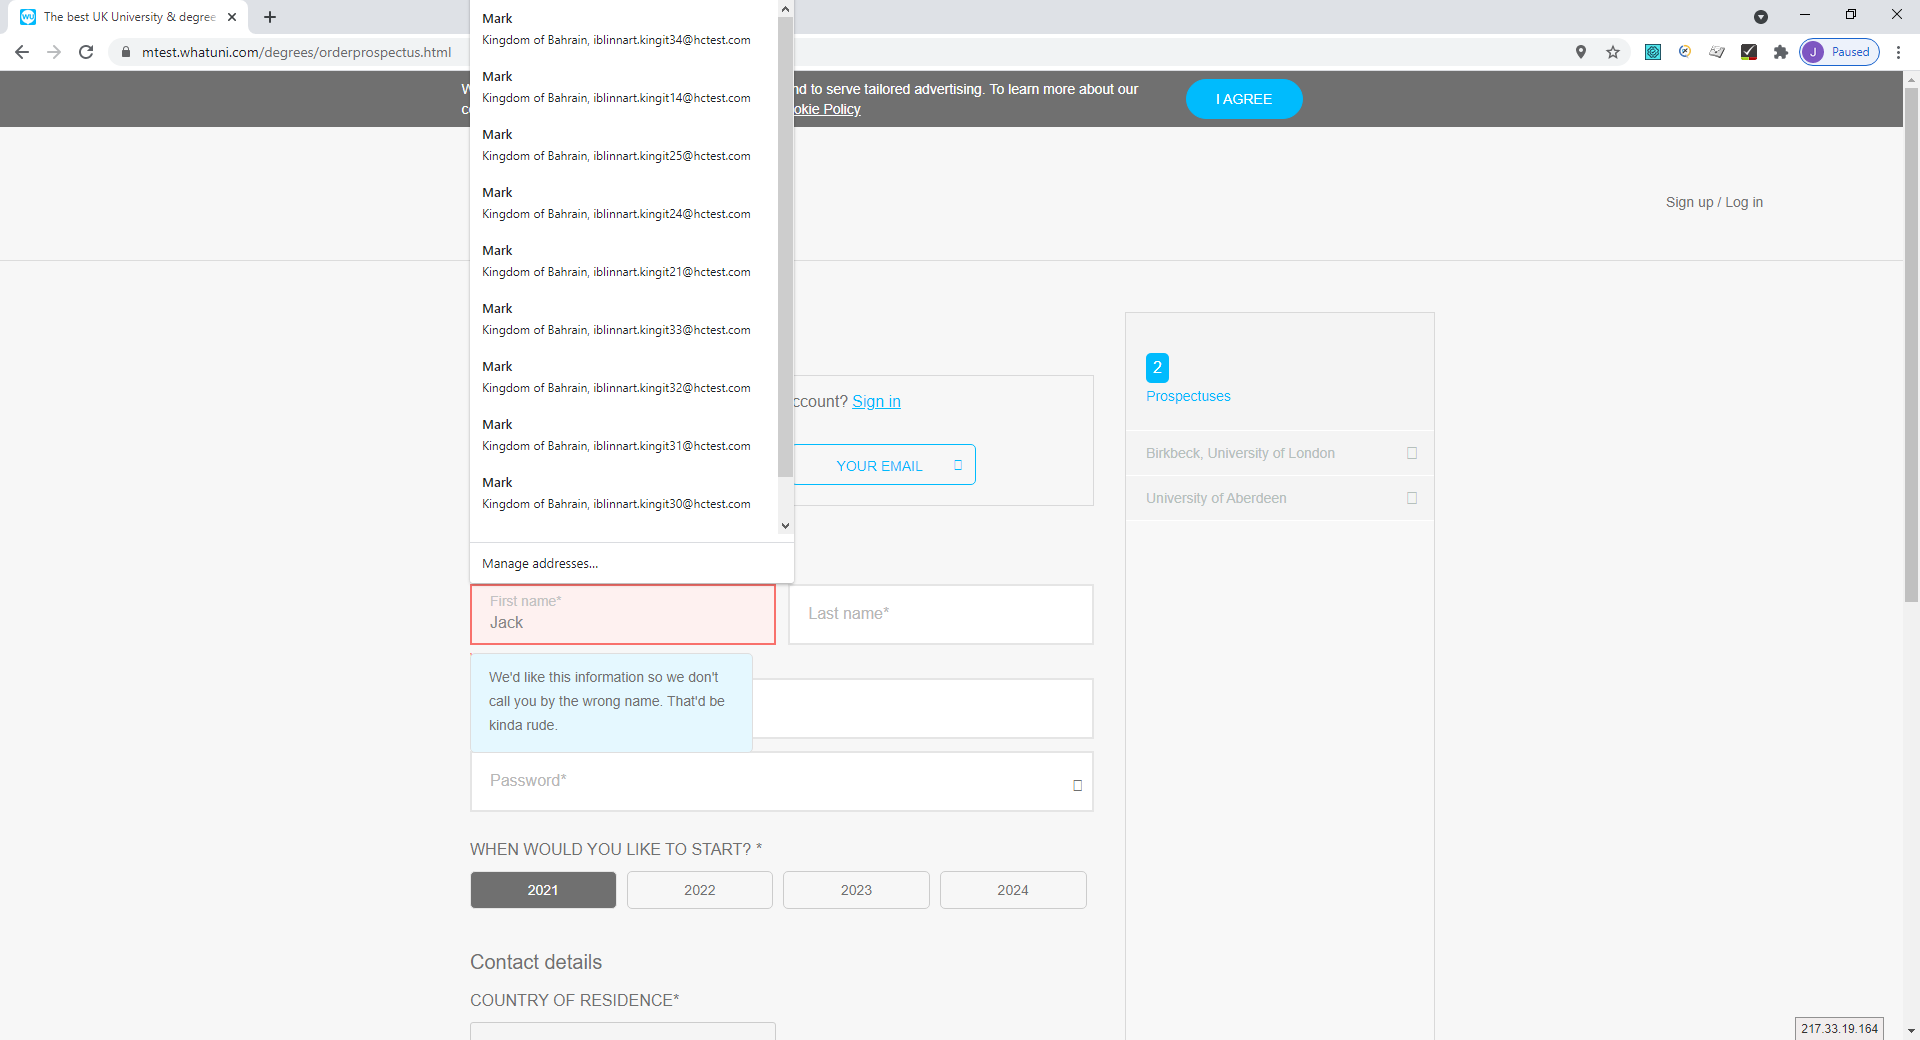 The best UK University & degree
mtest.whatuni.com/degrees/orderprospectus.html
J Paused
nd to serve tailored advertising. To learn more about our
okie Policy
I AGREE
Sign up / Log in
Mark
Kingdom of Bahrain, iblinnart.kingit34@hctest.com
Mark
Kingdom of Bahrain, iblinnart.kingit14@hctest.com
Mark
Kingdom of Bahrain, iblinnart.kingit25@hctest.com
Mark
Kingdom of Bahrain, iblinnart.kingit24@hctest.com
Mark
Kingdom of Bahrain, iblinnart.kingit21@hctest.com
Mark
Kingdom of Bahrain, iblinnart.kingit33@hctest.com
Mark
Kingdom of Bahrain, iblinnart.kingit32@hctest.com
Mark
Kingdom of Bahrain, iblinnart.kingit31@hctest.com
Mark
Kingdom of Bahrain, iblinnart.kingit30@hctest.com
Manage addresses...
ccount? Sign in
YOUR EMAIL
2
Prospectuses
Birkbeck, University of London
University of Aberdeen
First name*
Jack
Last name*
We'd like this information so we don't
call you by the wrong name. That'd be
kinda rude.
Password*
WHEN WOULD YOU LIKE TO START? *
2021 2022 2023 2024
Contact details
COUNTRY OF RESIDENCE*
217.33.19.164